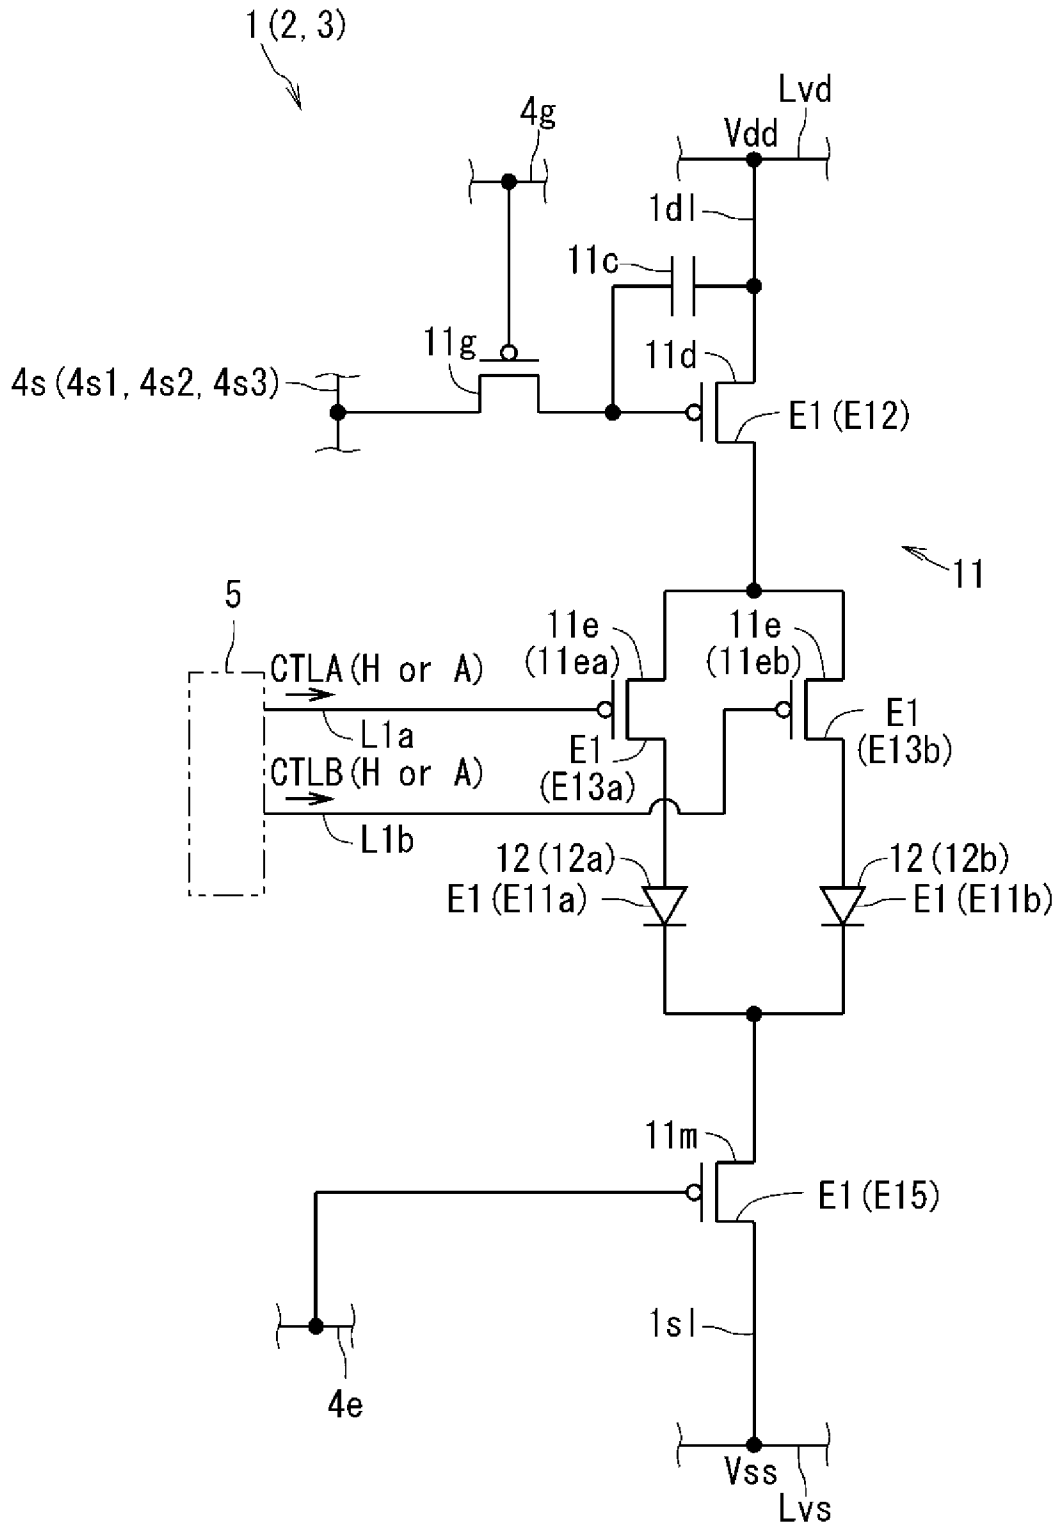 1(2, 3)
Lvd
4g
Vdd
1dl
11c
11g
11d
4s(4s1, 4s2, 4s3)
E1(E12)
11
5
11e
(11ea)
11e
(11eb)
CTLA(H or A)
L1a
E1
(E13a)
E1
(E13b)
CTLB(H or A)
L1b
12(12a)
E1(E11a)
12(12b)
E1(E11b)
11m
E1(E15)
1sl
4e
Vss
Lvs